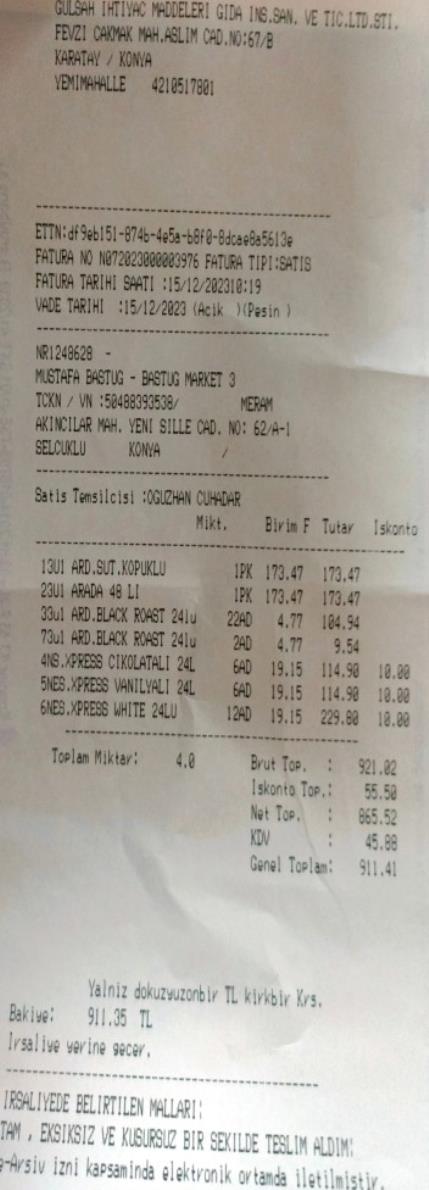 GULSAH IHTIYAC MADDELERI GIDA INS.SAN. VE TIC.LTD.STI.
FEVZI CAKMAK MAH.ASLIM CAD.NO:67/B
KARATAY / KONYA
YEMIMAHALLE 4210517801
ETTN:df9eb151-874b-4e5a-b8f0-8dcae8a5613e
FATURA NO N072023000003976 FATURA TIPI:SATIS
FATURA TARIHI SAATI :15/12/202310:19
VADE TARIHI :15/12/2023 (Acik )(Pesin )
NR1248628 -
MUSTAFA BASTUG - BASTUG MARKET 3
TCKN / VN :50488393538/ MERAM
AKINCILAR MAH. YENI SILLE CAD. NO: 62/A-1
SELCUKLU KONYA /
Satis Temsilcisi :OGUZHAN CUHADAR
Mikt. Birim F Tutar Iskonto
13U1 ARD.SUT.KOPUKLU 1PK 173.47 173.47
23U1 ARADA 48 LI 1PK 173.47 173.47
33u1 ARD.BLACK ROAST 24lu 22AD 4.77 104.94
73u1 ARD.BLACK ROAST 24lu 2AD 4.77 9.54
4NS.XPRESS CIKOLATALI 24L 6AD 19.15 114.90 10.00
5NES.XPRESS VANILYALI 24L 6AD 19.15 114.90 10.00
6NES.XPRESS WHITE 24LU 12AD 19.15 229.80 10.00
Toplam Miktar: 4.0 Brut Top. : 921.02
Iskonto Top.: 55.50
Net Top. : 865.52
KDV : 45.88
Genel Toplam: 911.41
Yalniz dokuzyuzonbir TL kirkbir Krs.
Bakiye: 911.35 TL
Irsaliye yerine gecer.
IRSALIYEDE BELIRTILEN MALLARI:
TAM , EKSIKSIZ VE KUSURSUZ BIR SEKILDE TESLIM ALDIM:
e-Arsiv izni kapsaminda elektronik ortamda iletilmistir.